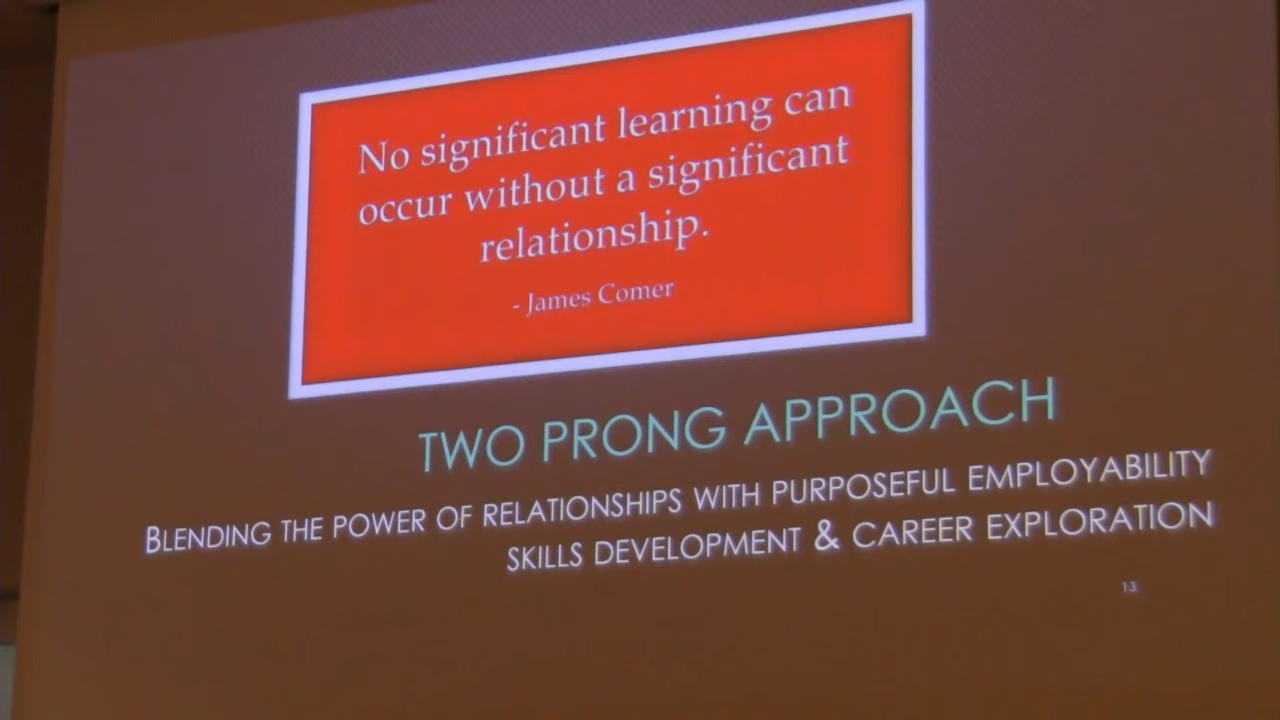 No significant learning can
occur without a significant
relationship.
- James Comer
TWO PRONG APPROACH
BLENDING THE POWER OF RELATIONSHIPS WITH PURPOSEFUL EMPLOYABILITY
SKILLS DEVELOPMENT & CAREER EXPLORATION
13